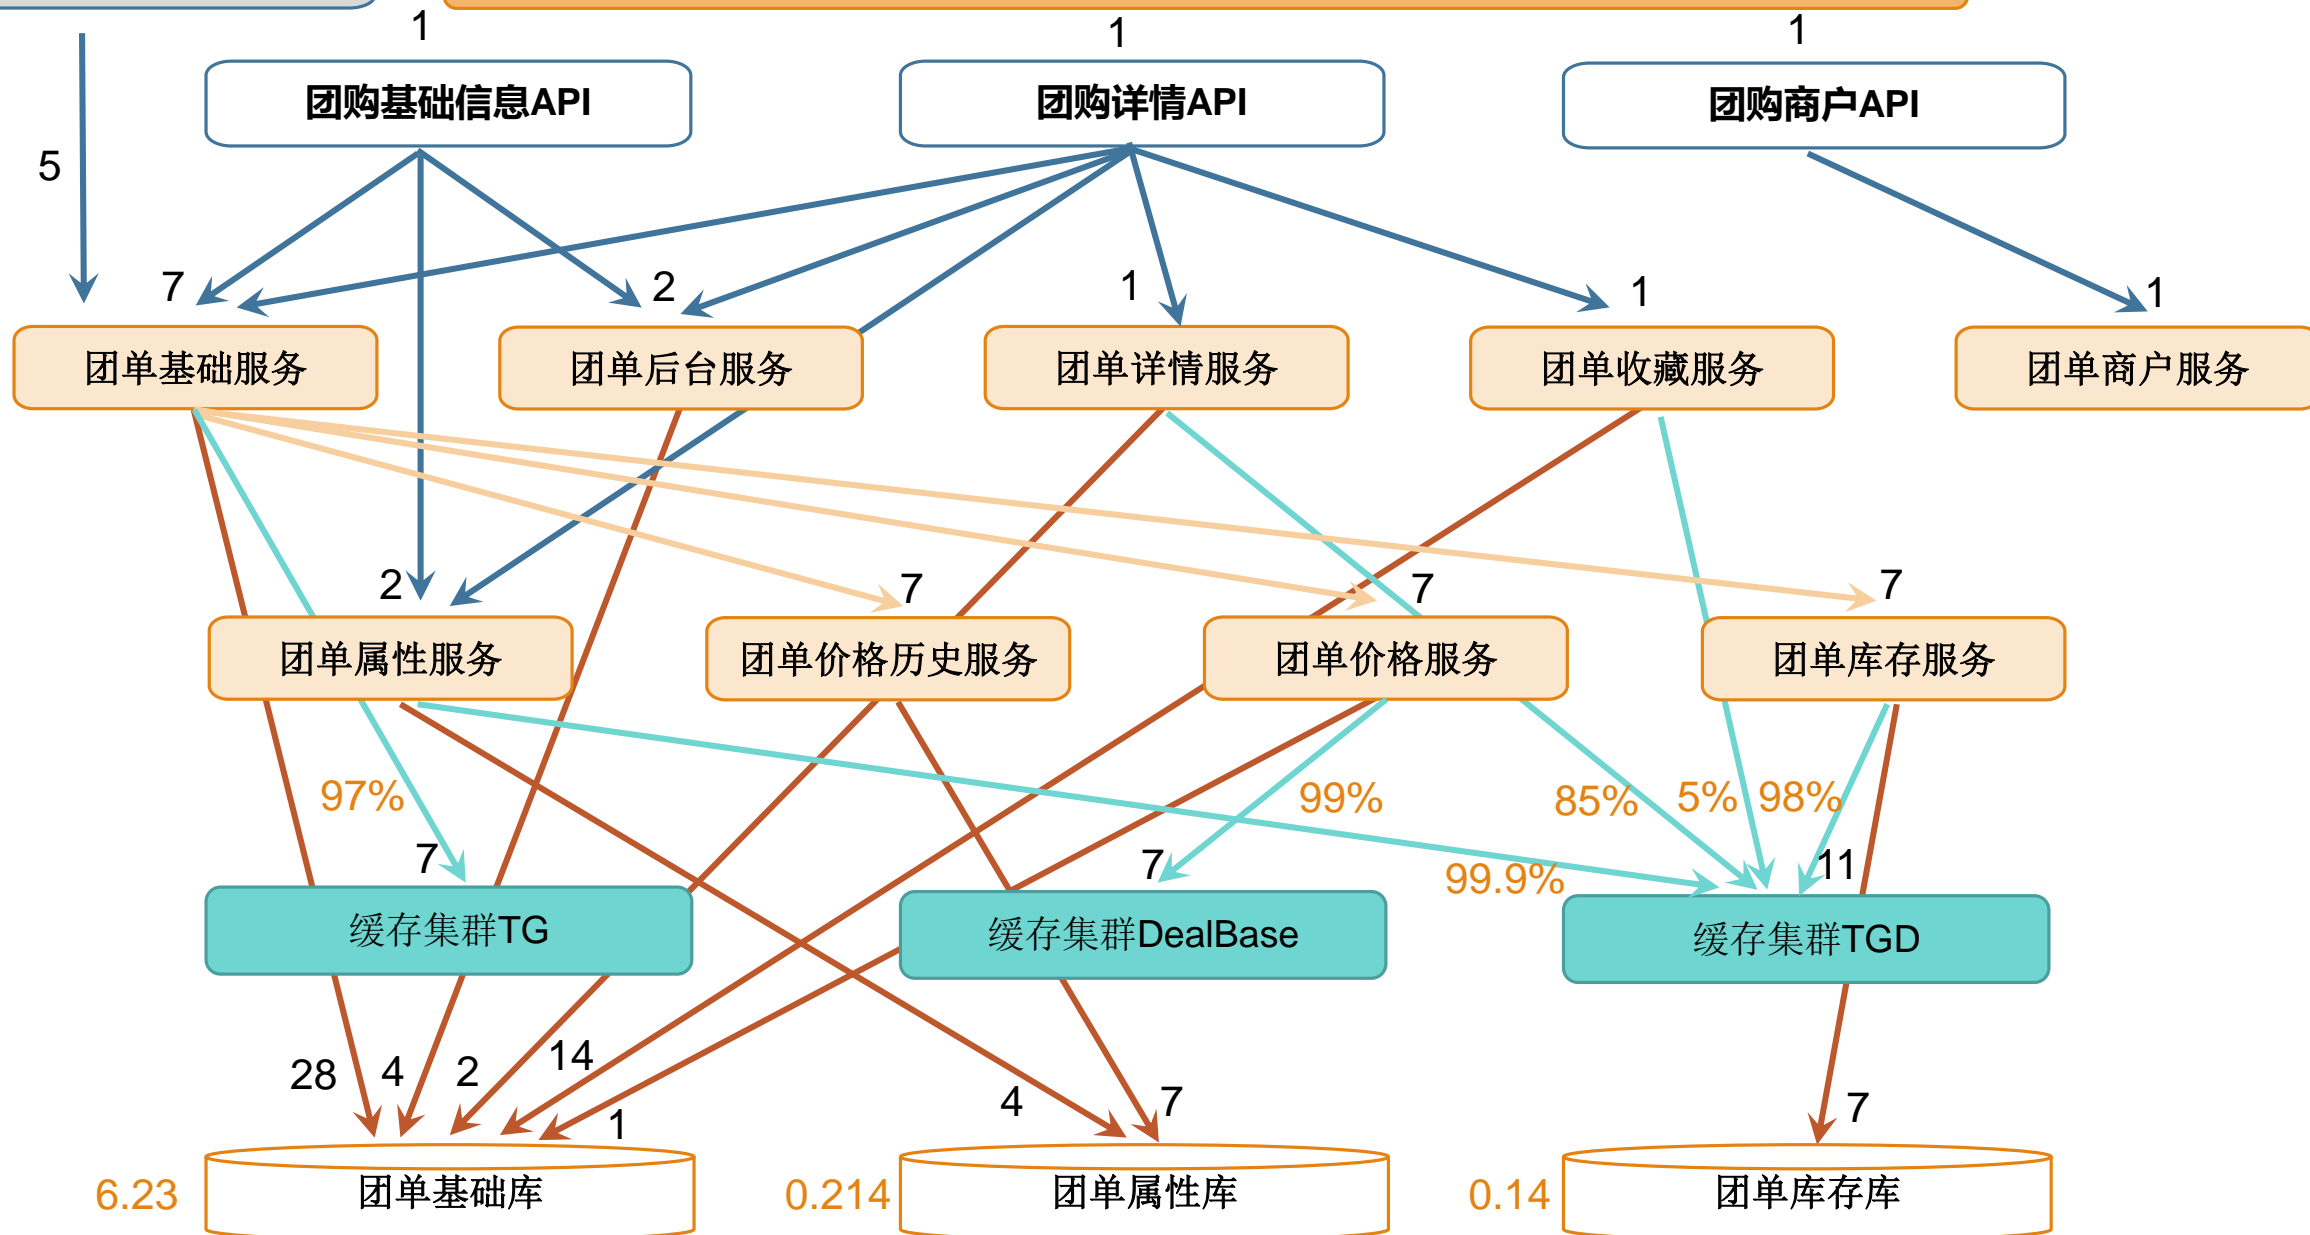 1
1
1
团购基础信息API
团购详情API
团购商户API
5
7
2
1
1
1
团单基础服务
团单后台服务
团单详情服务
团单收藏服务
团单商户服务
2
7
7
7
团单属性服务
团单价格历史服务
团单价格服务
团单库存服务
97%
99%
85%
5%
98%
7
7
99.9%
11
缓存集群TG
缓存集群DealBase
缓存集群TGD
28
4
2
14
1
4
7
7
6.23
团单基础库
0.214
团单属性库
0.14
团单库存库